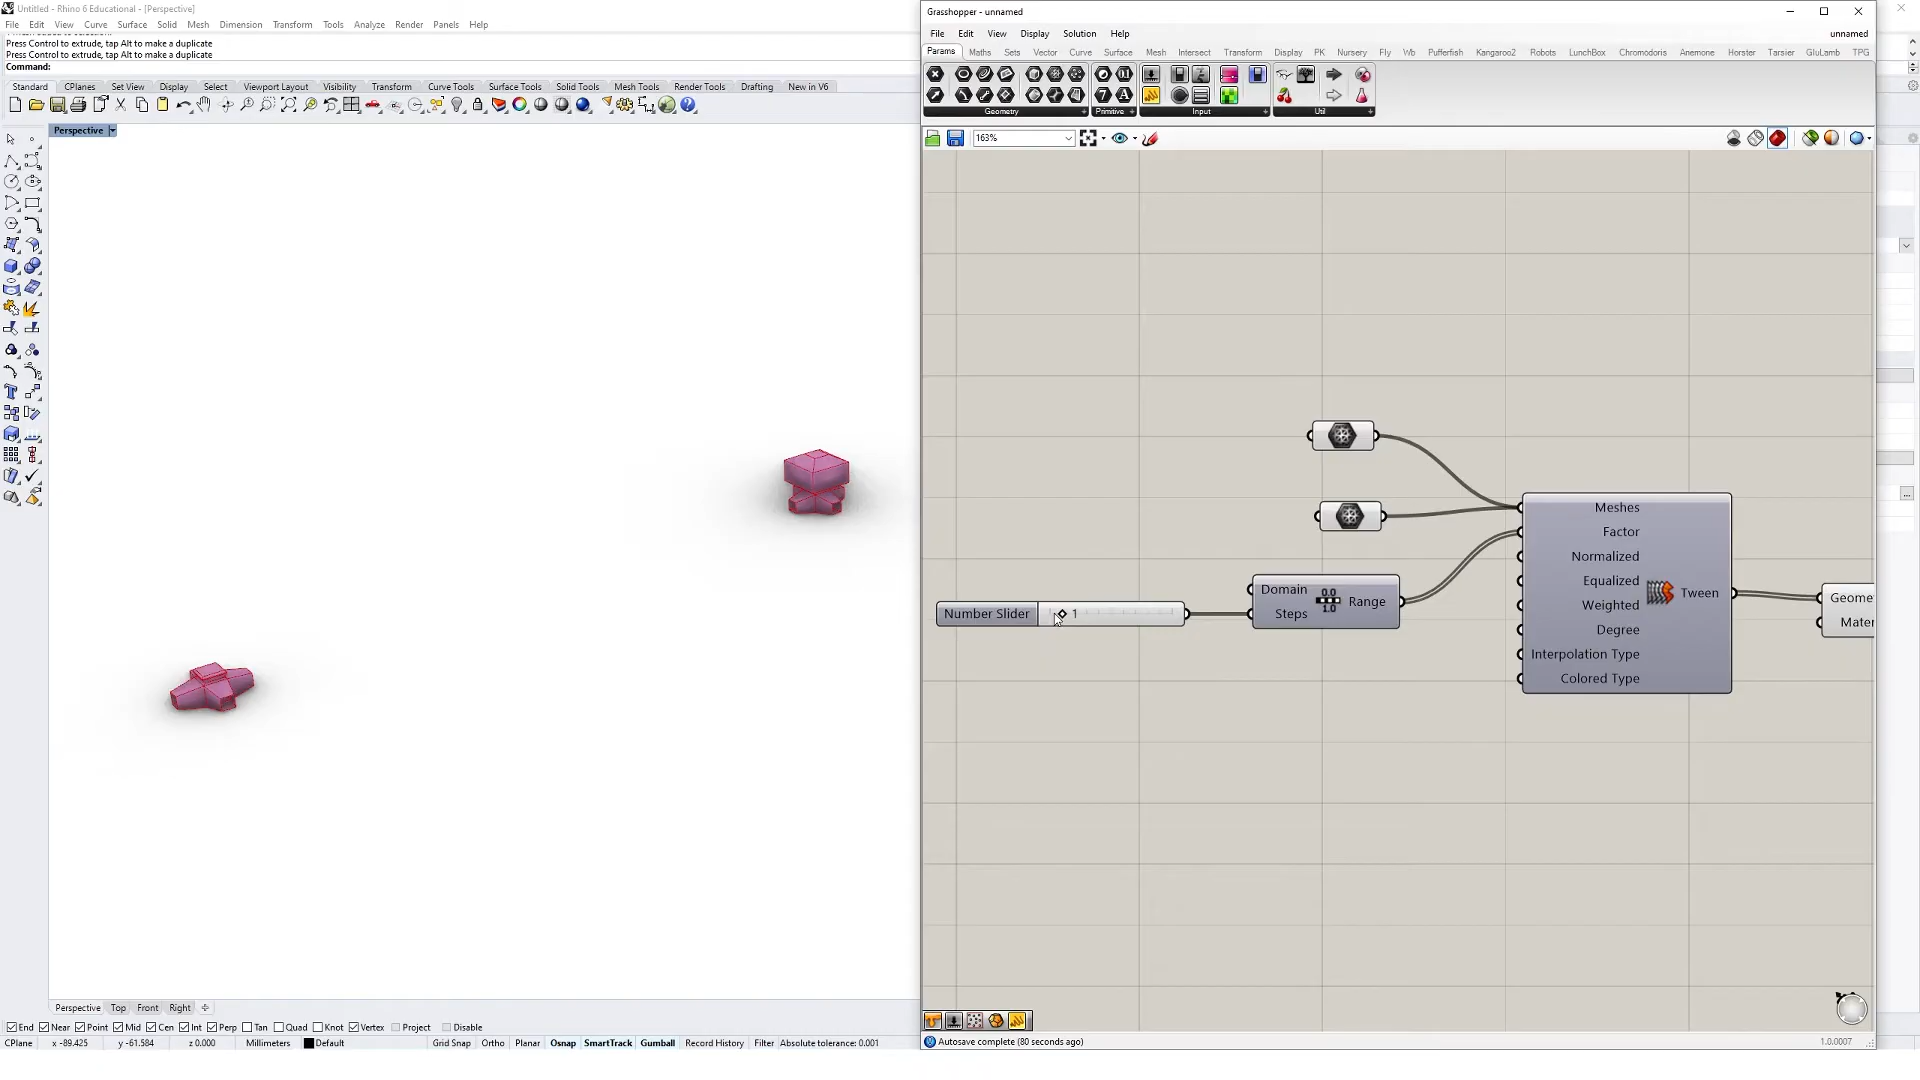 Untitled - Rhino 6 Educational - [Perspective]
File Edit View Curve Surface Solid Mesh Dimension Transform Tools Analyze Render Panels Help
Press Control to extrude, tap Alt to make a duplicate
Press Control to extrude, tap Alt to make a duplicate
Command:
Standard CPlanes Set View Display Select Viewport Layout Visibility Transform Curve Tools Surface Tools Solid Tools Mesh Tools Render Tools Drafting New in V6
Perspective
Perspective Top Front Right
End Near Point Mid Cen Int Perp Tan Quad Knot Vertex Project Disable
CPlane x -89.425 y -61.584 z 0.000 Millimeters Default Grid Snap Ortho Planar Osnap SmartTrack Gumball Record History Filter Absolute tolerance: 0.001
Grasshopper - unnamed
File Edit View Display Solution Help
unnamed
Params Maths Sets Vector Curve Surface Mesh Intersect Transform Display PK Nursery Fly Wb Pufferfish Kangaroo2 Robots LunchBox Chromodoris Anemone Horster Tarsier GluLamb TPG
Geometry Primitive Input Util
163%
Meshes
Factor
Normalized
Equalized
Weighted
Degree
Interpolation Type
Colored Type
Tween
Domain
Steps
0.0
1.0
Range
Number Slider
1
Geome
Mater
Autosave complete (80 seconds ago)
1.0.0007